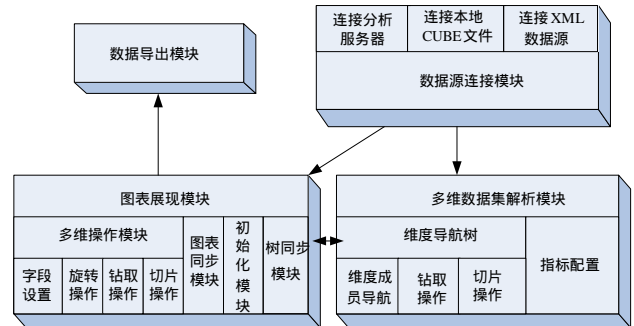 连接分析
服务器
连接本地
CUBE文件
连接XML
数据源
数据导出模块
数据源连接模块
图表展现模块
多维操作模块
字段
设置
旋转
操作
钻取
操作
切片
操作
图表
同步
模块
初
始
化
模
块
树同步
模块
多维数据集解析模块
维度导航树
维度成
员导航
钻取
操作
切片
操作
指标配置